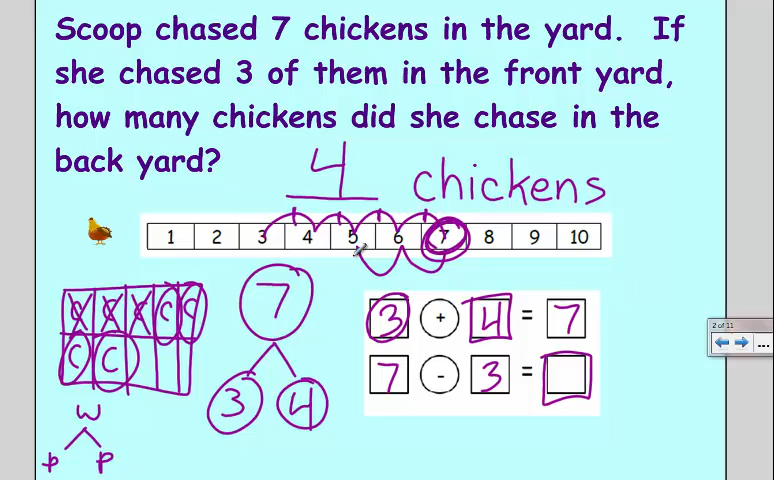 Scoop chased 7 chickens in the yard. If
she chased 3 of them in the front yard,
how many chickens did she chase in the
back yard?
4 chickens
1 2 3 4 5 6 7 8 9 10
C C C C C
C C
7
3 4
w
p p
3 + 4 = 7
7 - 3 =
2 of 11
...